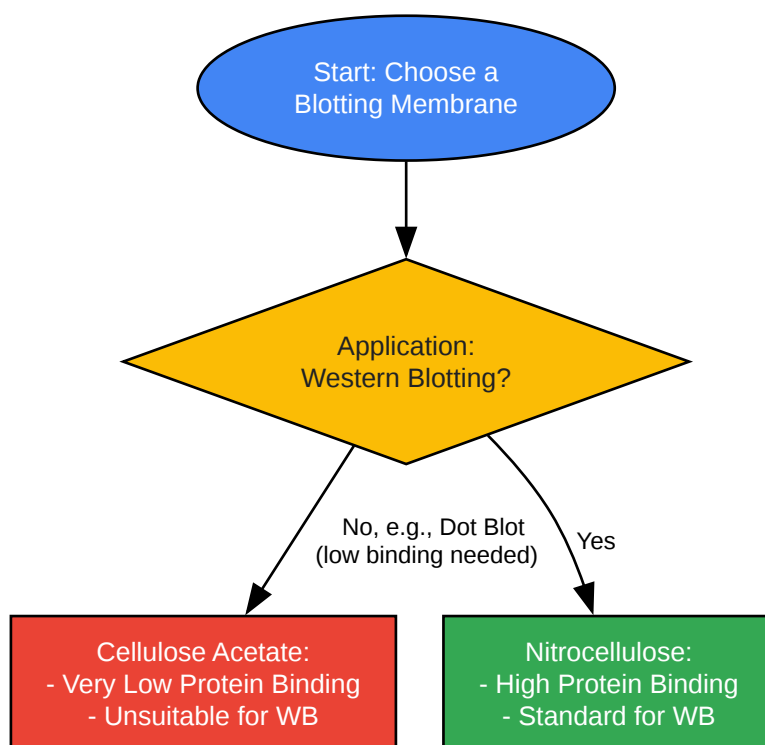 Start: Choose a
Blotting Membrane
Application:
Western Blotting?
No, e.g., Dot Blot
(low binding needed)
Yes
Cellulose Acetate:
- Very Low Protein Binding
- Unsuitable for WB
Nitrocellulose:
- High Protein Binding
- Standard for WB